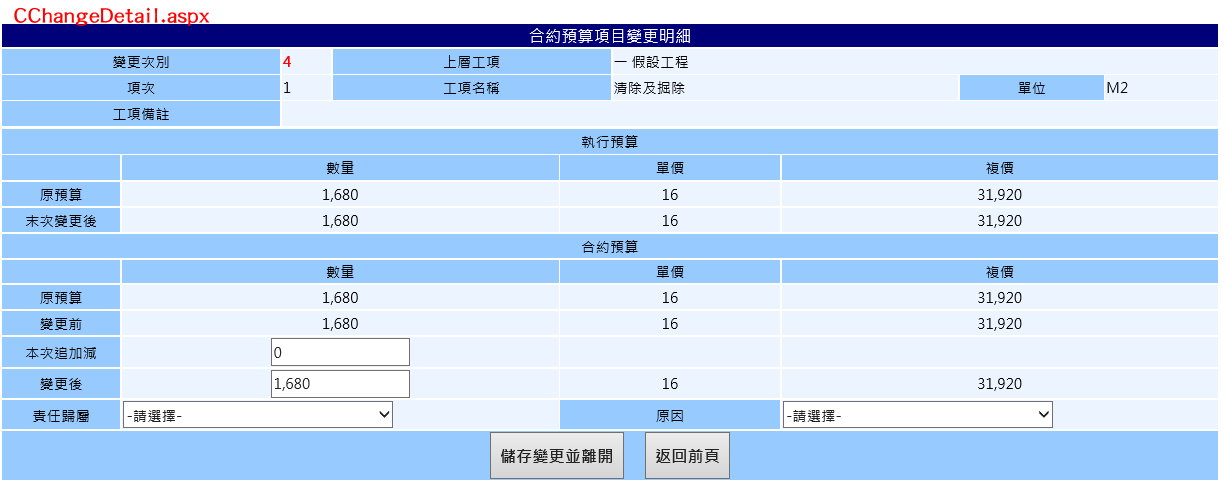 CChangeDetail.aspx
合約預算項目變更明細
變更次別 4 上層工項 一 假設工程
項次 1 工項名稱 清除及掘除 單位 M2
工項備註
執行預算
數量 單價 複價
原預算 1,680 16 31,920
末次變更後 1,680 16 31,920
合約預算
數量 單價 複價
原預算 1,680 16 31,920
變更前 1,680 16 31,920
本次追加減 0
變更後 1,680 16 31,920
責任歸屬 -請選擇- 原因 -請選擇-
儲存變更並離開 返回前頁